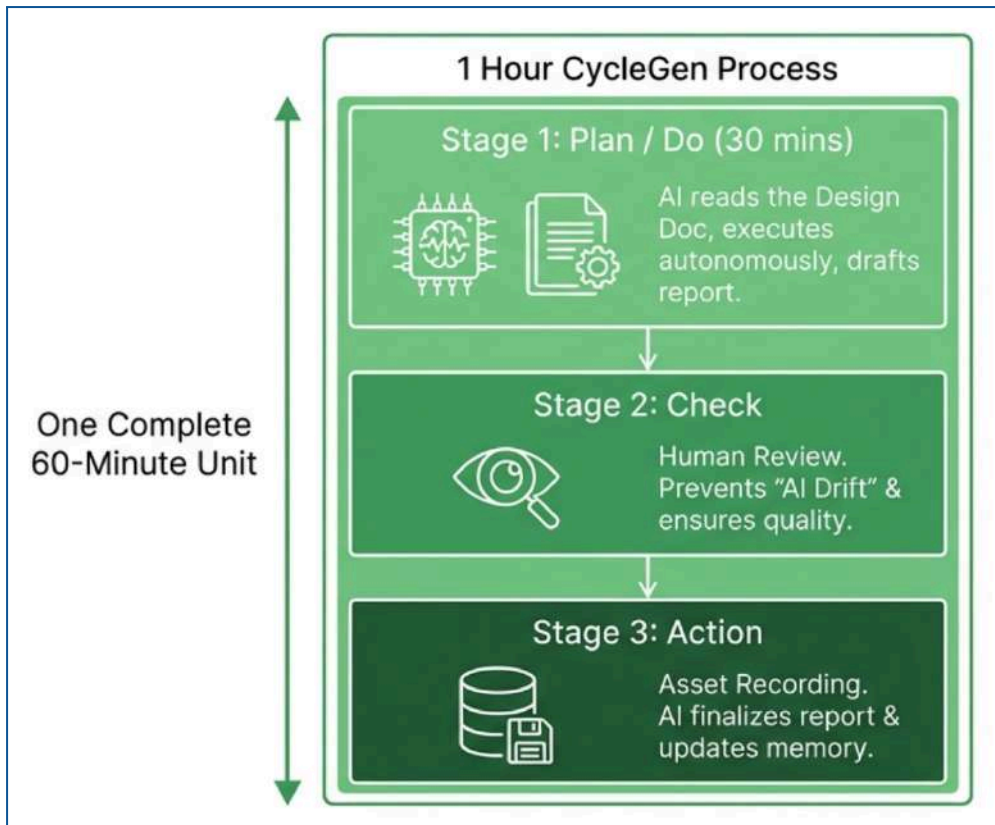 1 Hour CycleGen Process
Stage 1: Plan / Do (30 mins)
AI reads the Design
Doc, executes
autonomously, drafts
report.
One Complete
60-Minute Unit
Stage 2: Check
Human Review.
Prevents “AI Drift” &
ensures quality.
Stage 3: Action
Asset Recording.
AI finalizes report &
updates memory.